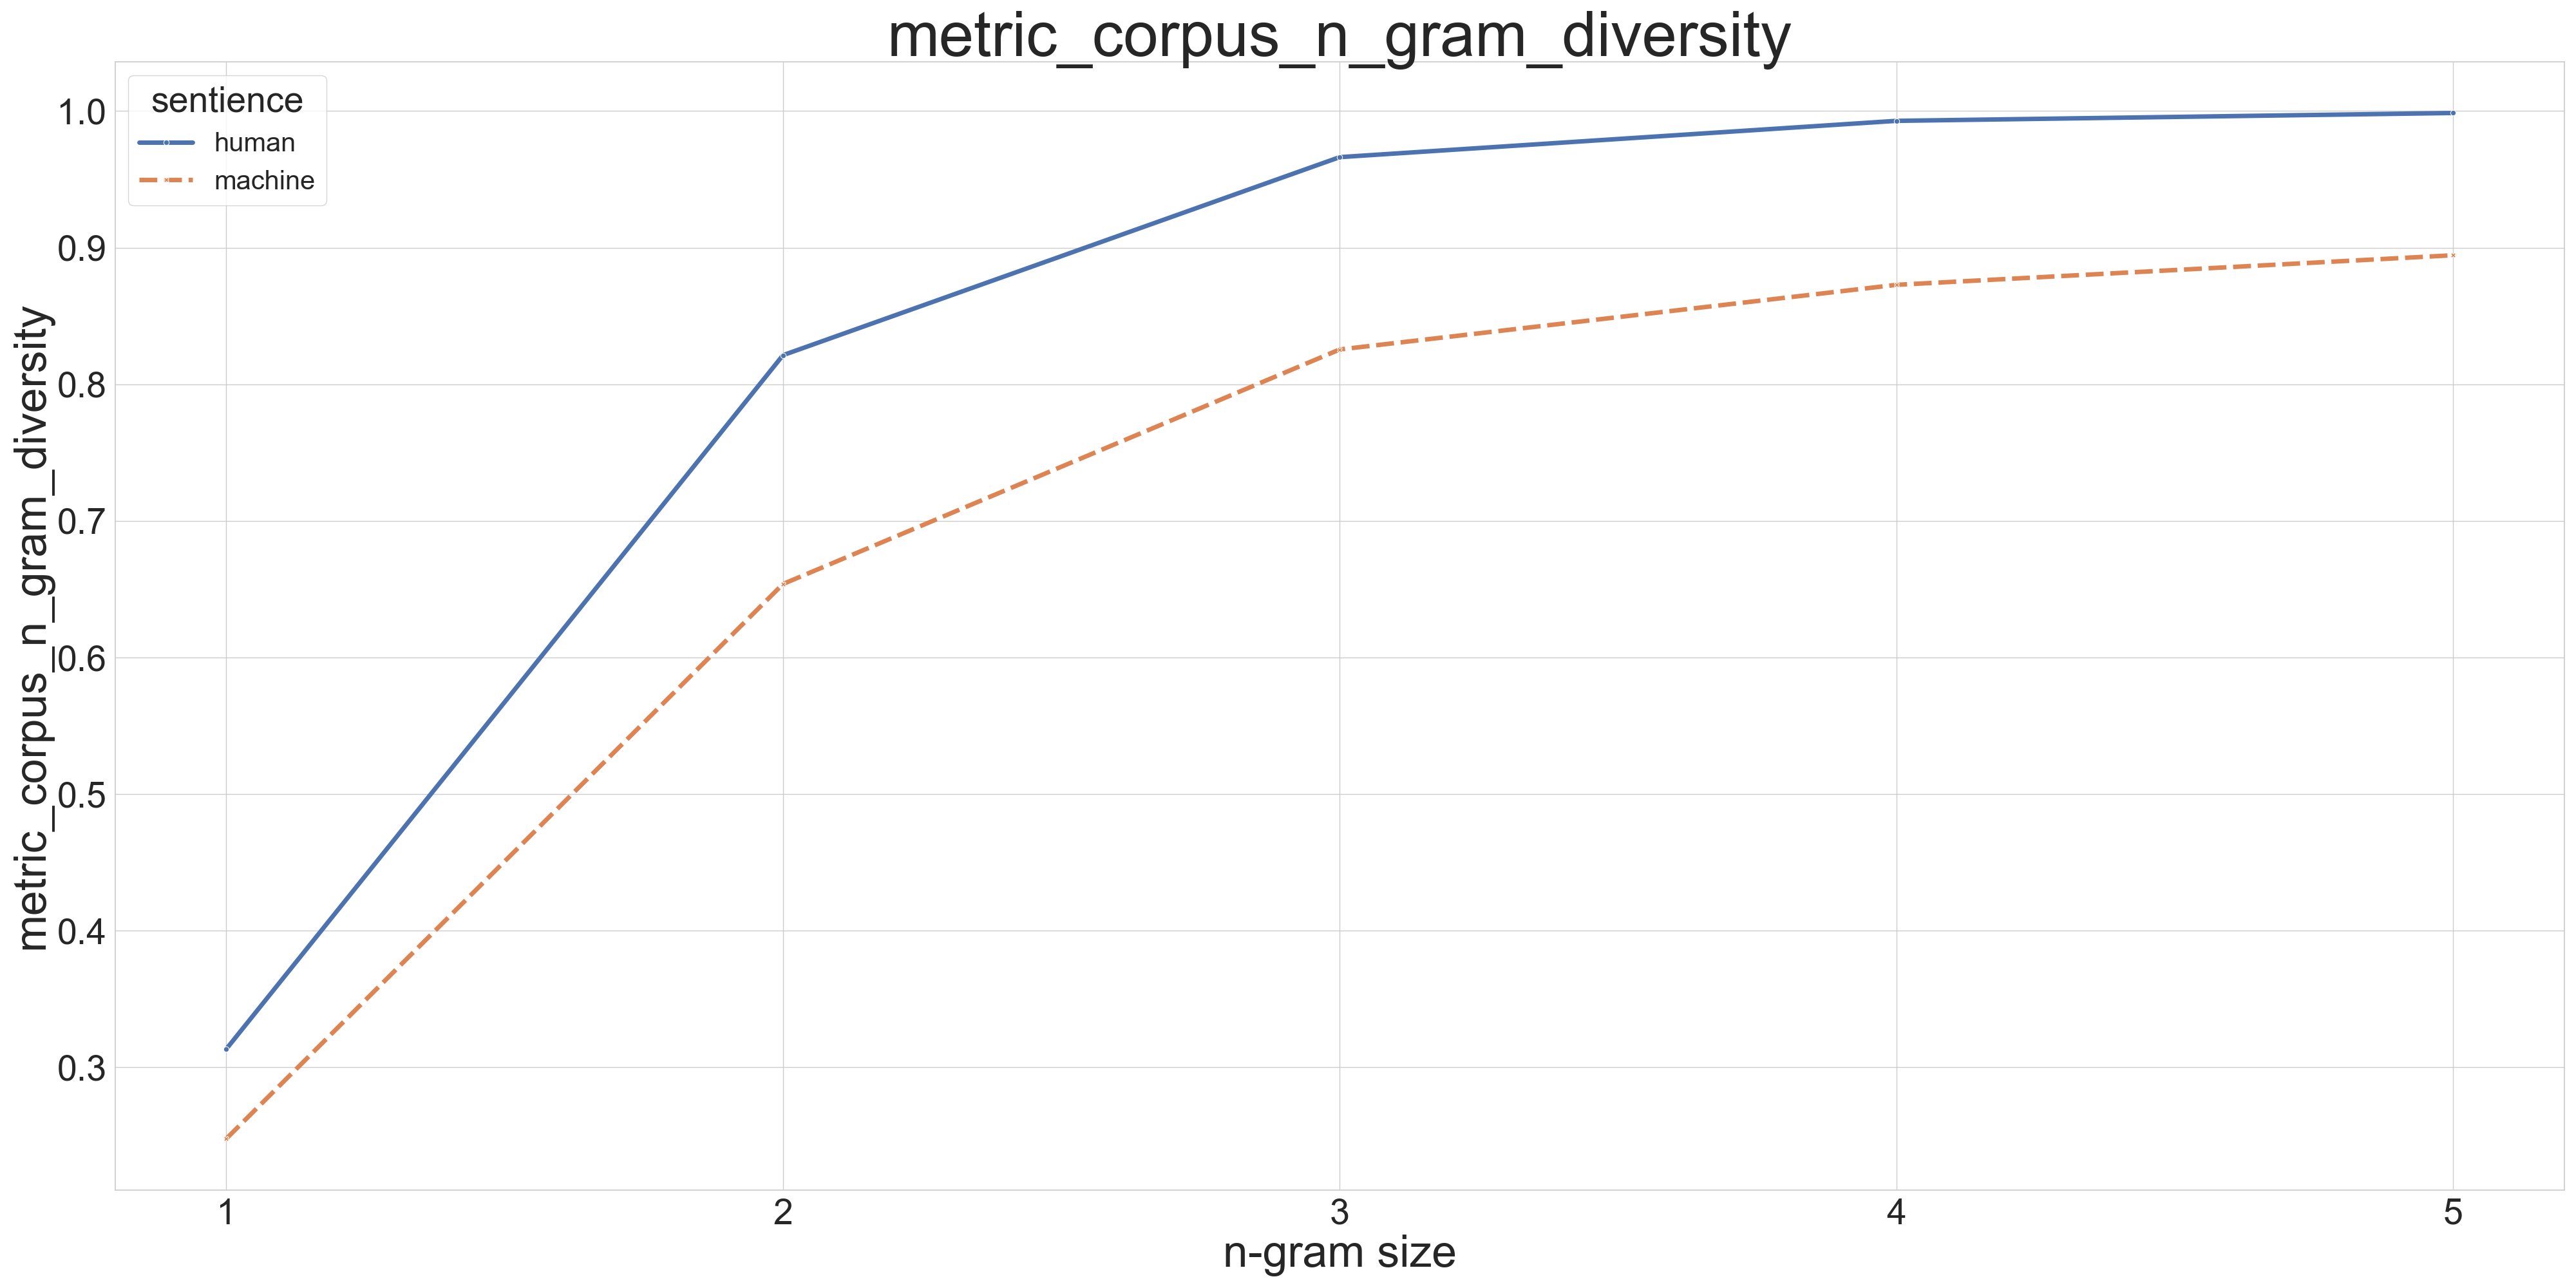 metric_corpus_n_gram_diversity
sentience
human
machine
metric_corpus_n_gram_diversity
1.0
0.9
0.8
0.7
0.6
0.5
0.4
0.3
1 2 3 4 5
n-gram size